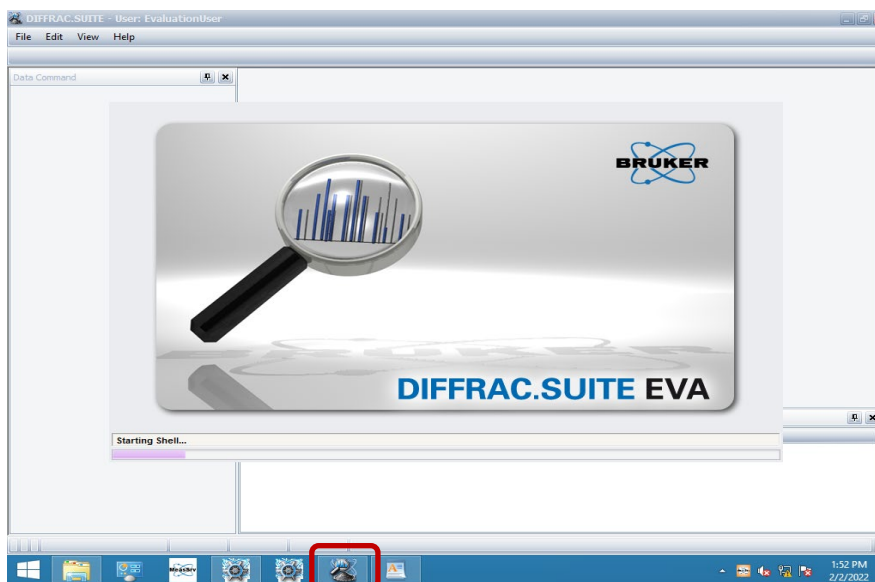 DIFFRAC.SUITE - User: EvaluationUser
File Edit View Help
Data Command
BRUKER
BRUKER
DIFFRAC.SUITE EVA
Starting Shell...
MeasSrv
1:52 PM
2/2/2022